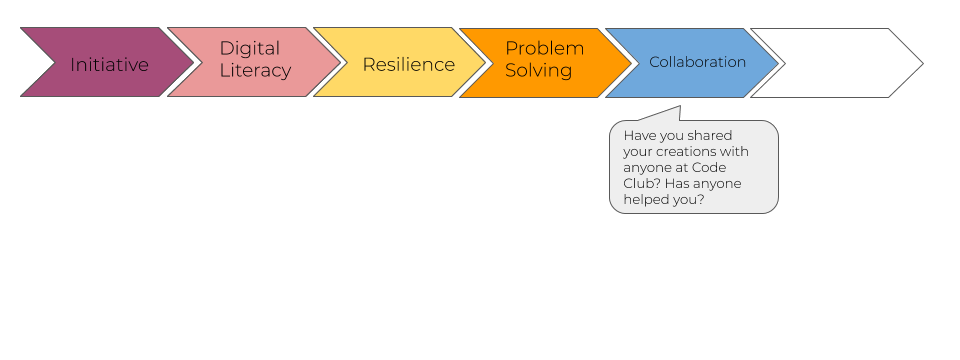 Initiative
Digital
Literacy
Resilience
Problem
Solving
Collaboration
Have you shared
your creations with
anyone at Code
Club? Has anyone
helped you?